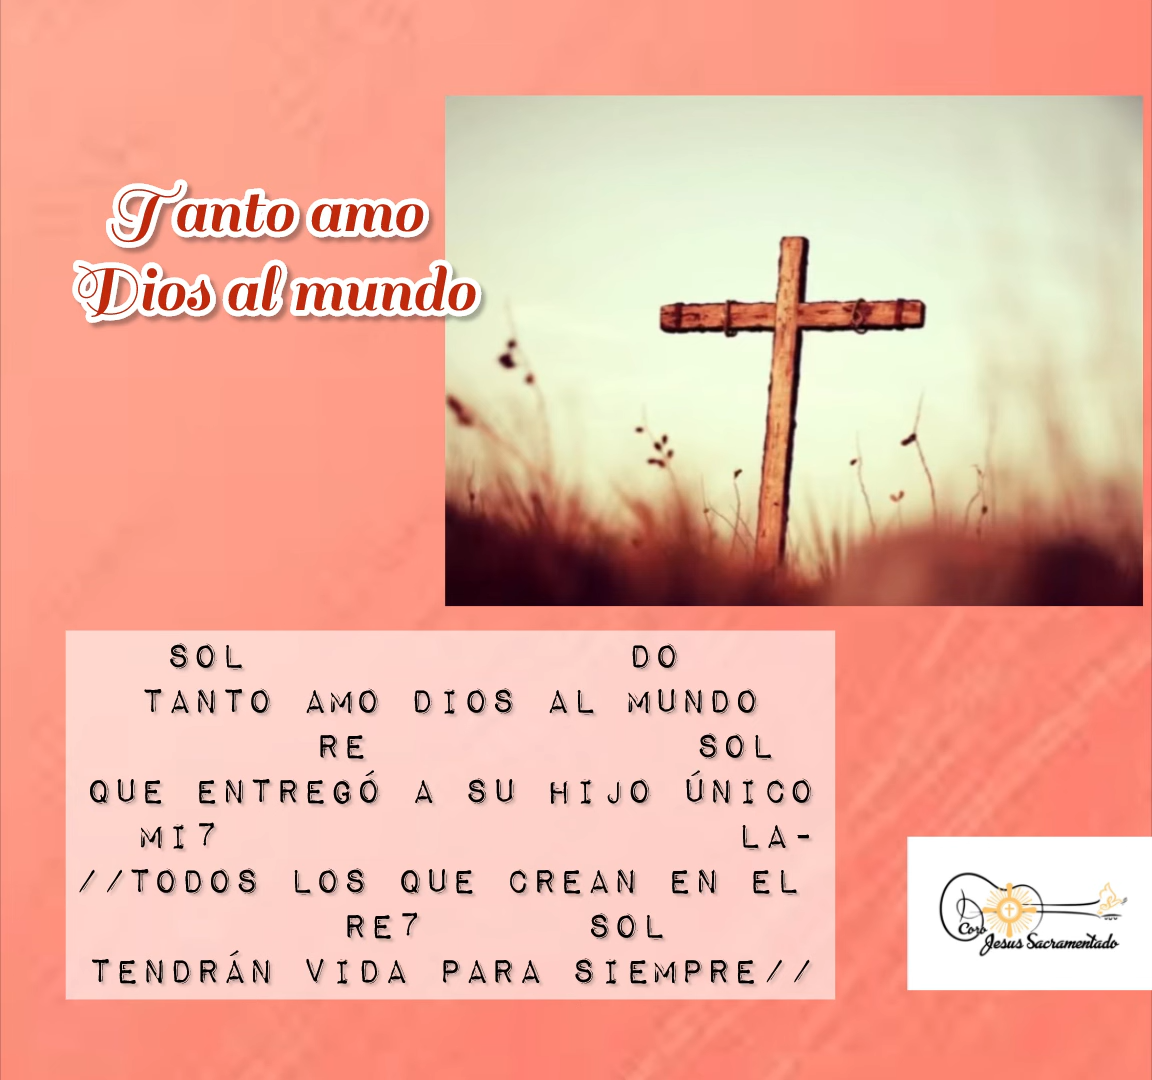 Tanto amo
Dios al mundo
SOL DO
TANTO AMO DIOS AL MUNDO
RE SOL
QUE ENTREGÓ A SU HIJO ÚNICO
MI7 LA-
//TODOS LOS QUE CREAN EN EL
RE7 SOL
TENDRÁN VIDA PARA SIEMPRE//
Coro
Jesus Sacramentado